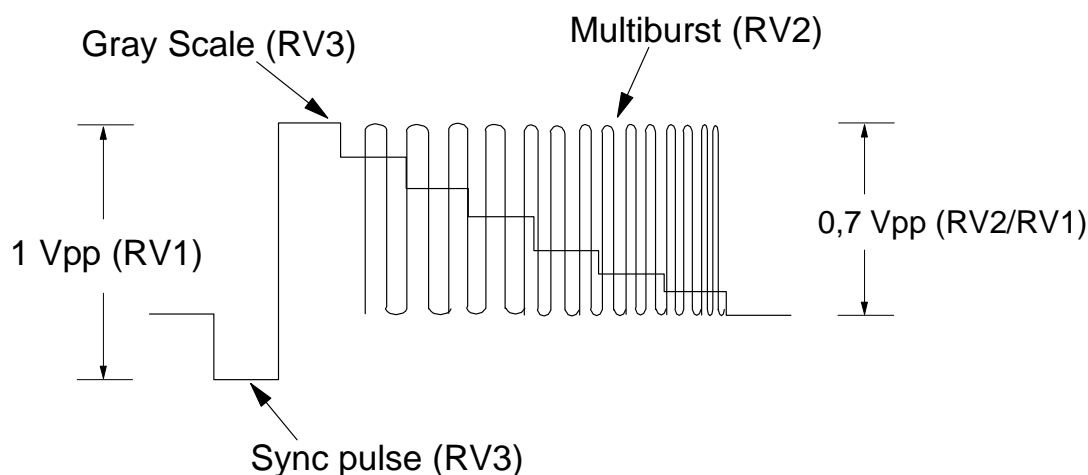 Multiburst (RV2)
Gray Scale (RV3)
1 Vpp (RV1)
0,7 Vpp (RV2/RV1)
Sync pulse (RV3)